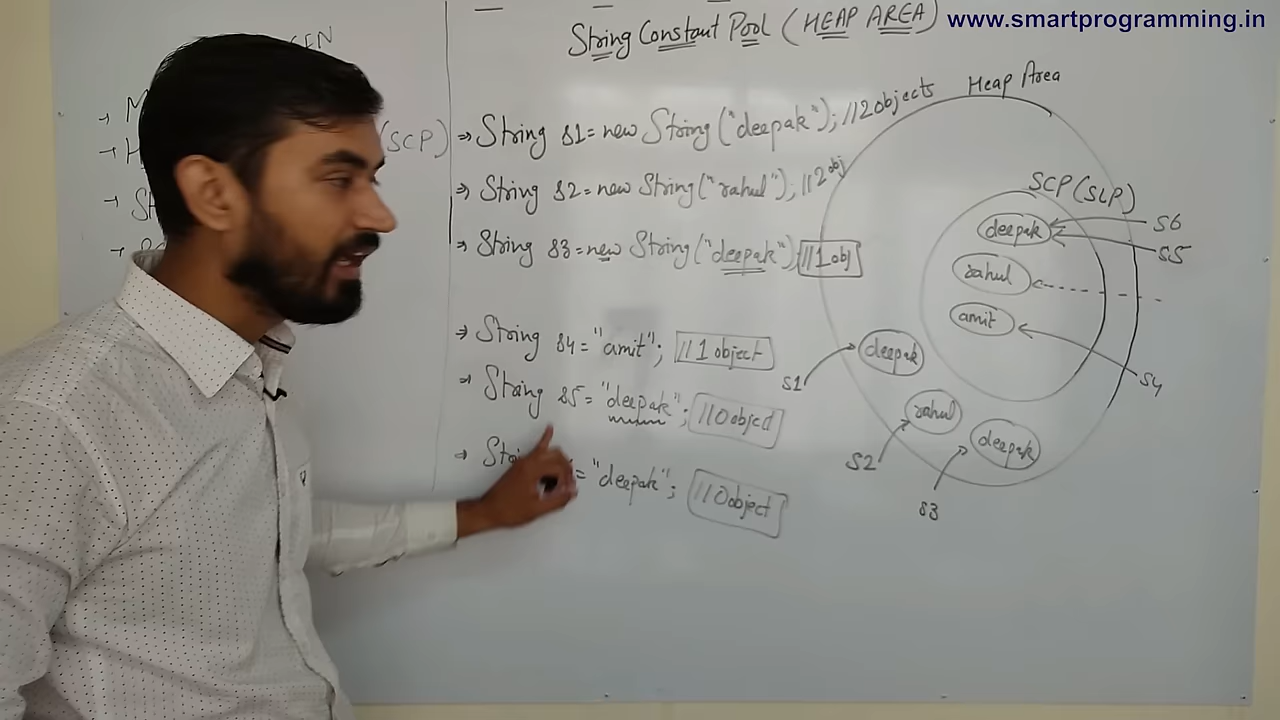 www.smartprogramming.in
String Constant Pool (HEAP AREA)
(SCP)
→ String s1 = new String("deepak"); //2 objects
→ String s2 = new String("rahul"); //2 obj
→ String s3 = new String("deepak"); //1 obj
→ String s4 = "amit"; //1 object
→ String s5 = "deepak"; //0 object
→ = "deepak"; //0 object
Heap Area
SCP (SLP)
deepak
s6
s5
rahul
amit
s4
s1
deepak
s2
rahul
s3
deepak